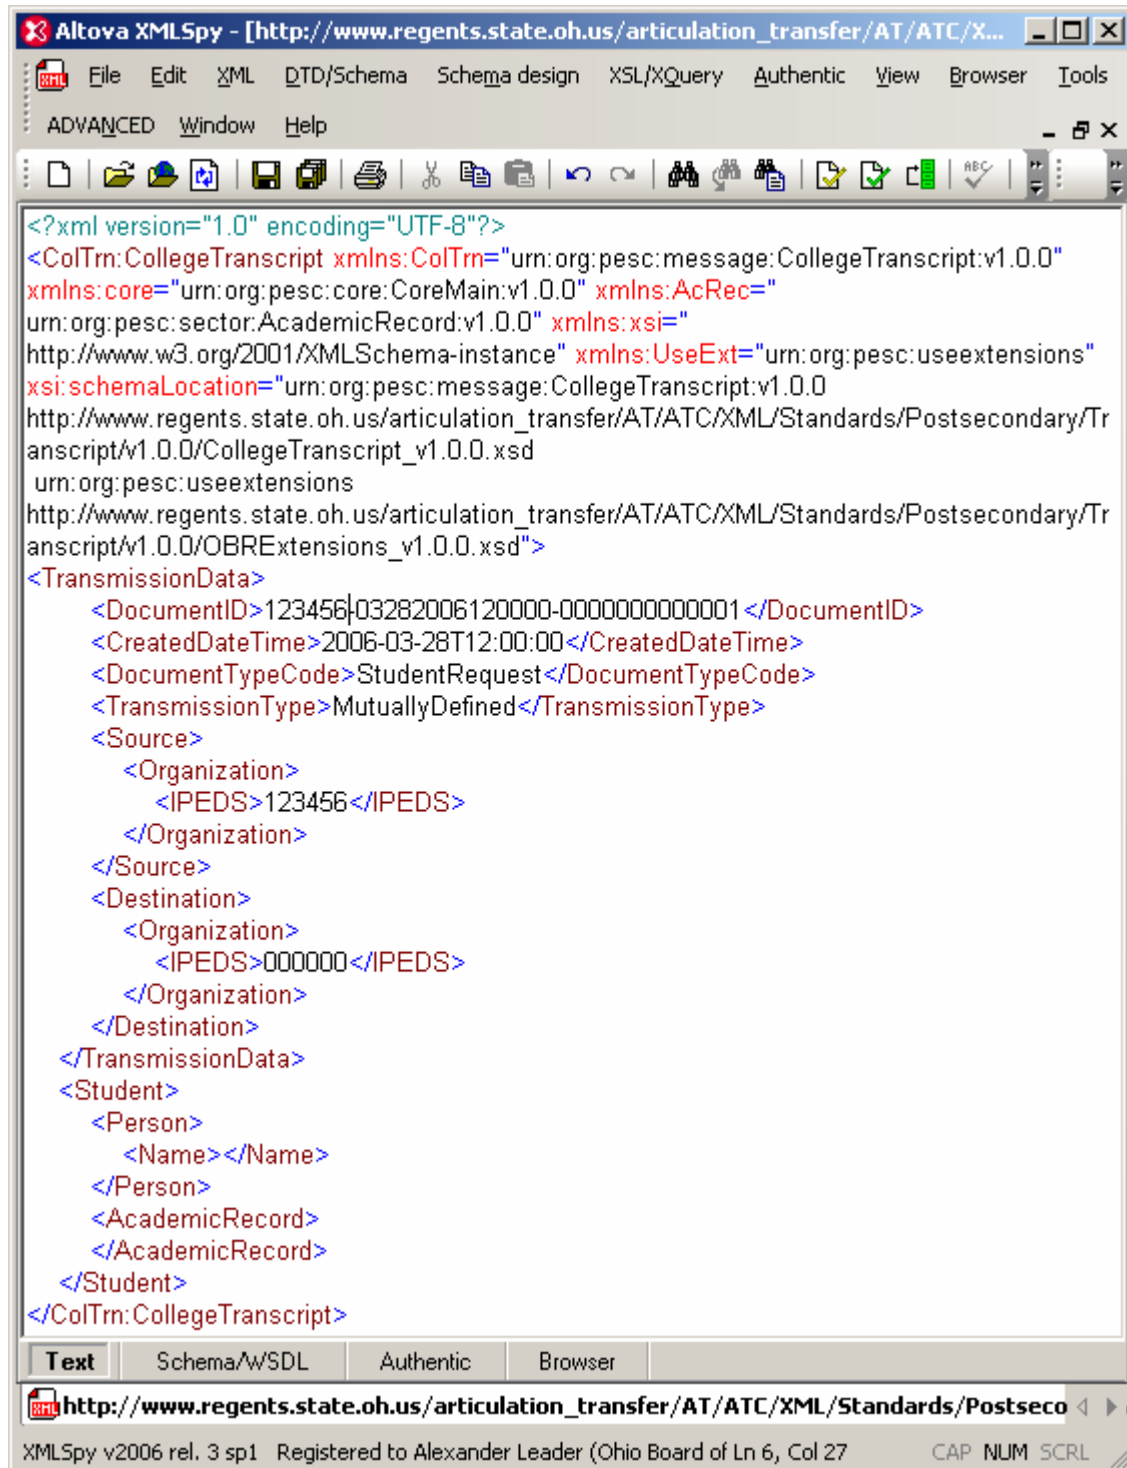 Altova XMLSpy - [http://www.regents.state.oh.us/articulation_transfer/AT/ATC/X...
File Edit XML DTD/Schema Schema design XSL/XQuery Authentic View Browser Tools
ADVANCED Window Help
<?xml version="1.0" encoding="UTF-8"?>
<ColTrn:CollegeTranscript xmlns:ColTrn="urn:org:pesc:message:CollegeTranscript:v1.0.0"
xmlns:core="urn:org:pesc:core:CoreMain:v1.0.0" xmlns:AcRec="
urn:org:pesc:sector:AcademicRecord:v1.0.0" xmlns:xsi="
http://www.w3.org/2001/XMLSchema-instance" xmlns:UseExt="urn:org:pesc:useextensions"
xsi:schemaLocation="urn:org:pesc:message:CollegeTranscript:v1.0.0
http://www.regents.state.oh.us/articulation_transfer/AT/ATC/XML/Standards/Postsecondary/Tr
anscript/v1.0.0/CollegeTranscript_v1.0.0.xsd
urn:org:pesc:useextensions
http://www.regents.state.oh.us/articulation_transfer/AT/ATC/XML/Standards/Postsecondary/Tr
anscript/v1.0.0/OBRExtensions_v1.0.0.xsd">
<TransmissionData>
<DocumentID>123456-03282006120000-0000000000001</DocumentID>
<CreatedDateTime>2006-03-28T12:00:00</CreatedDateTime>
<DocumentTypeCode>StudentRequest</DocumentTypeCode>
<TransmissionType>MutuallyDefined</TransmissionType>
<Source>
<Organization>
<IPEDS>123456</IPEDS>
</Organization>
</Source>
<Destination>
<Organization>
<IPEDS>000000</IPEDS>
</Organization>
</Destination>
</TransmissionData>
<Student>
<Person>
<Name></Name>
</Person>
<AcademicRecord>
</AcademicRecord>
</Student>
</ColTrn:CollegeTranscript>
Text Schema/WSDL Authentic Browser
http://www.regents.state.oh.us/articulation_transfer/AT/ATC/XML/Standards/Postseco
XMLSpy v2006 rel. 3 sp1 Registered to Alexander Leader (Ohio Board of Ln 6, Col 27 CAP NUM SCRL